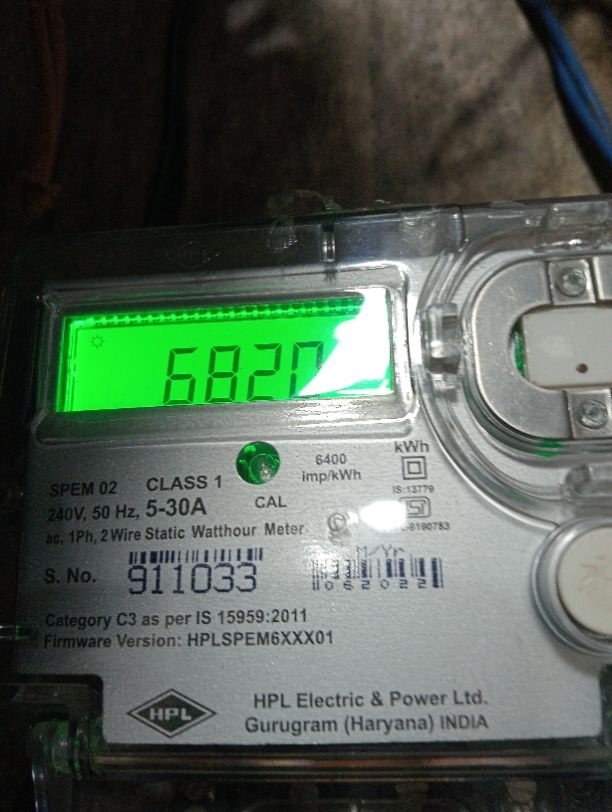 6820
kWh
6400
imp/kWh
IS:13779
SPEM 02 CLASS 1
CAL
240V, 50 Hz, 5-30A
-9190783
ac, 1Ph, 2 Wire Static Watthour Meter
M/Yr
S. No. 911033
062022
Category C3 as per IS 15959:2011
Firmware Version: HPLSPEM6XXX01
HPL
HPL Electric & Power Ltd.
Gurugram (Haryana) INDIA